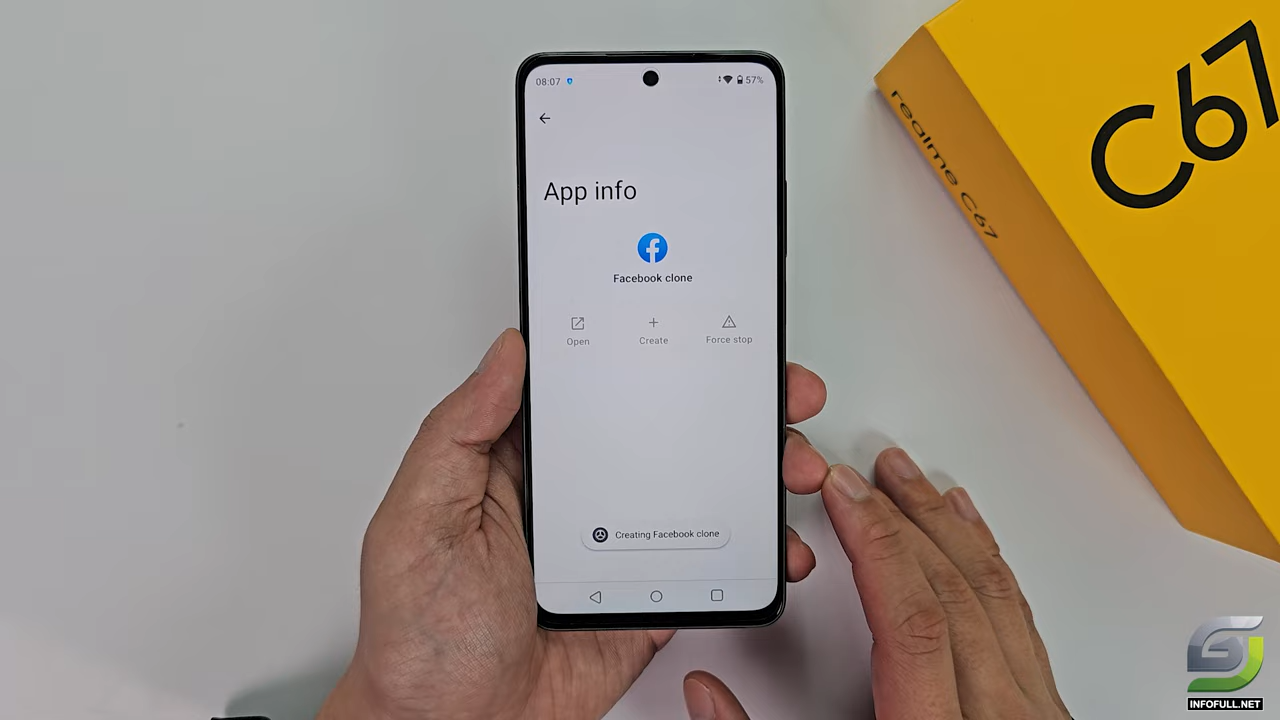 08:07
57%
App info
Facebook clone
Open
Create
Force stop
Creating Facebook clone
C67
realme C67
INFOFULL.NET